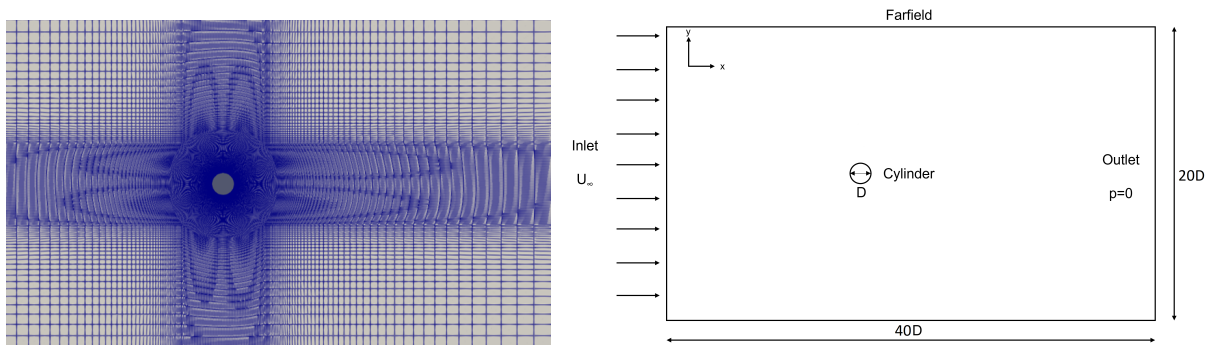 Farfield
y
x
Inlet
U∞
Cylinder
D
Outlet
p=0
20D
40D